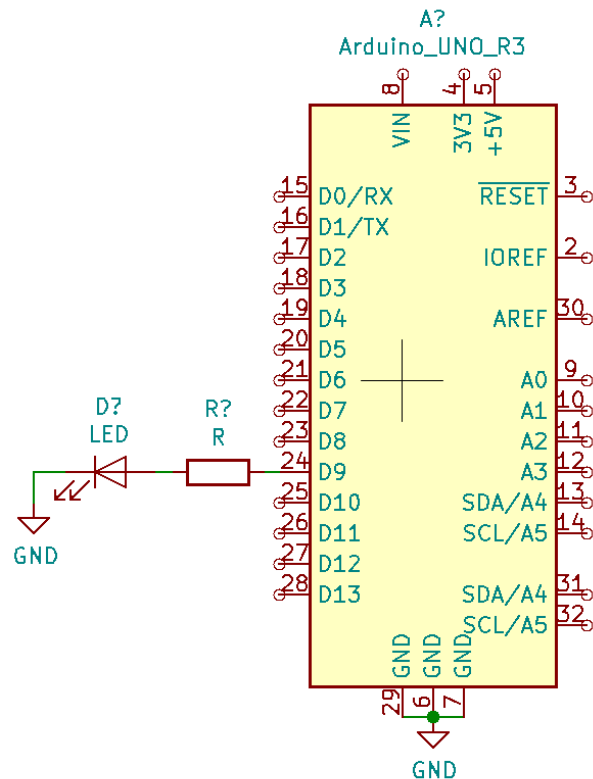 A?
Arduino_UNO_R3
8
4
5
VIN
3V3
+5V
15
D0/RX
RESET
3
16
D1/TX
17
D2
IOREF
2
18
D3
19
D4
AREF
30
20
D5
21
D6
A0
9
22
D7
A1
10
D?
LED
R?
R
23
D8
A2
11
24
D9
A3
12
25
D10
SDA/A4
13
26
D11
SCL/A5
14
GND
27
D12
28
D13
SDA/A4
31
SCL/A5
32
GND
GND
GND
29
6
7
GND